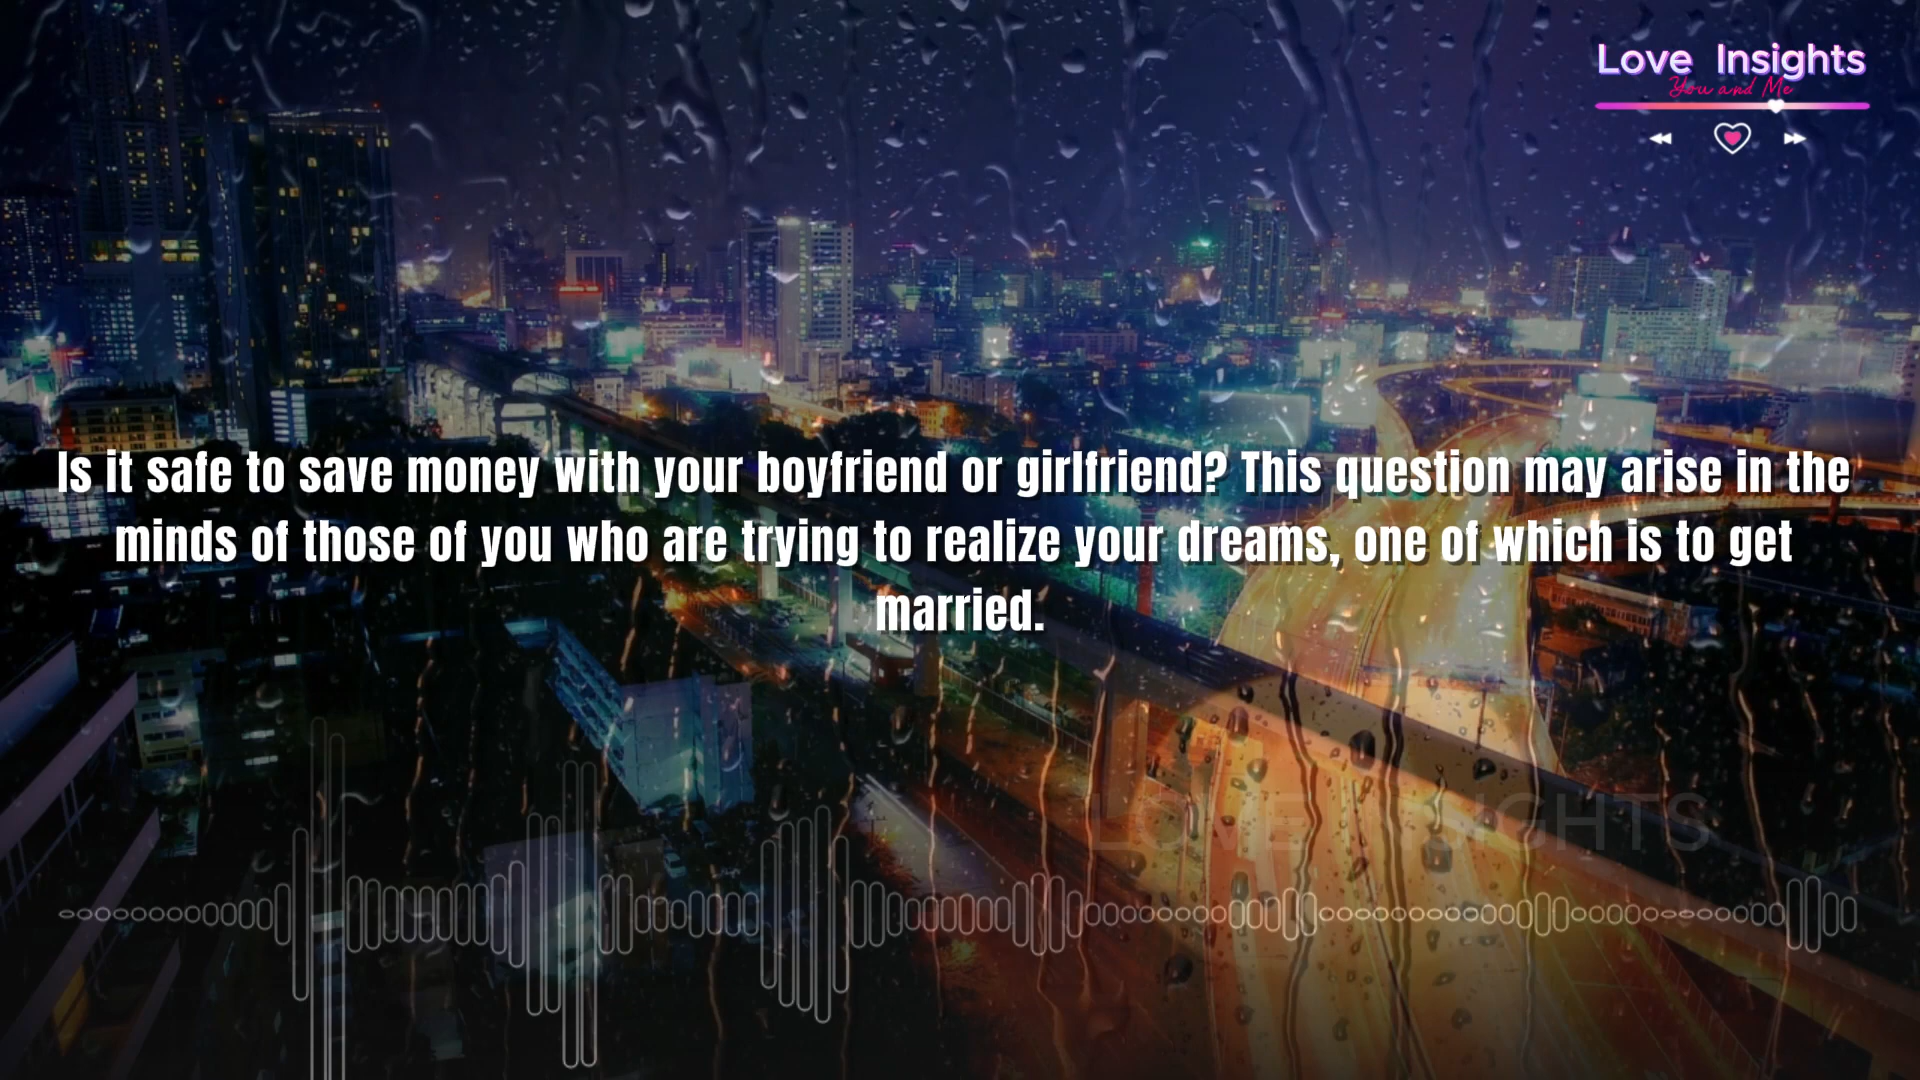 Love Insights
You and Me
Is it safe to save money with your boyfriend or girlfriend? This question may arise in the
minds of those of you who are trying to realize your dreams, one of which is to get
married.
LOVE INSIGHTS